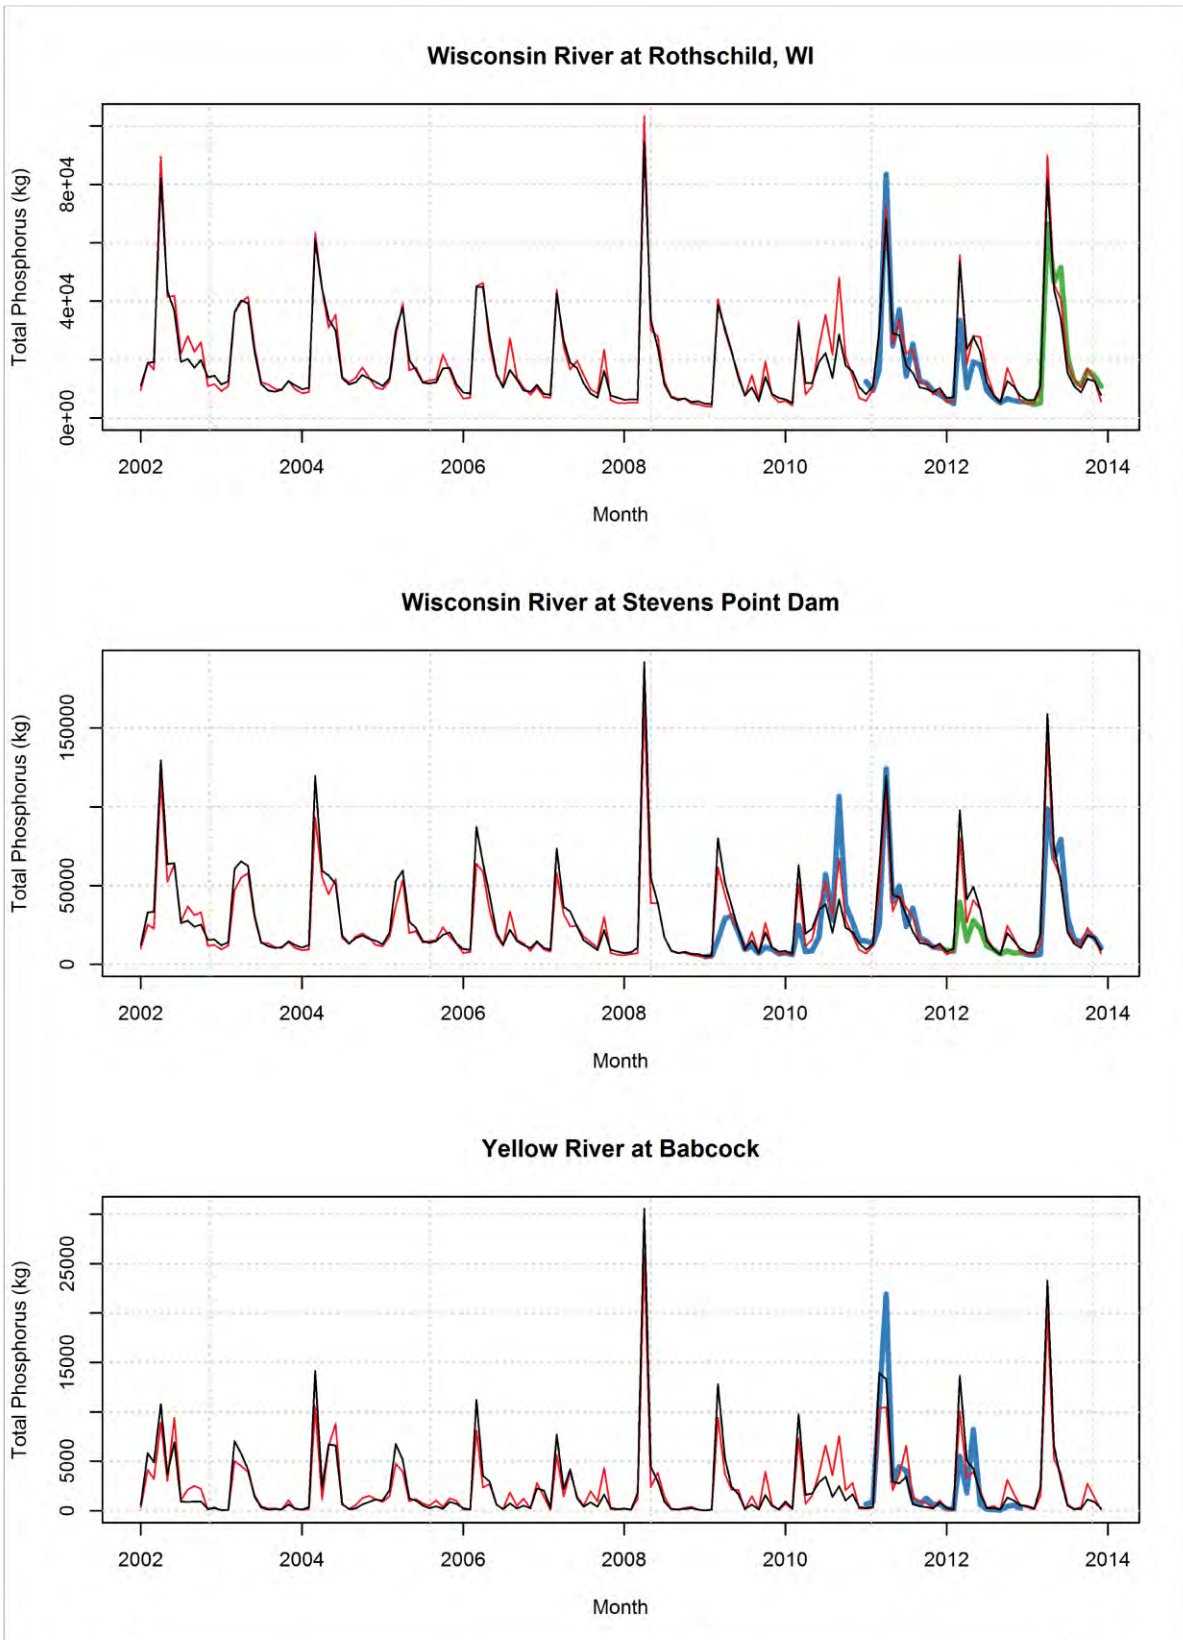 Wisconsin River at Rothschild, WI
Total Phosphorus (kg)
8e+04
4e+04
0e+00
2002 2004 2006 2008 2010 2012 2014
Month
Wisconsin River at Stevens Point Dam
Total Phosphorus (kg)
150000
50000
0
2002 2004 2006 2008 2010 2012 2014
Month
Yellow River at Babcock
Total Phosphorus (kg)
25000
15000
5000
0
2002 2004 2006 2008 2010 2012 2014
Month